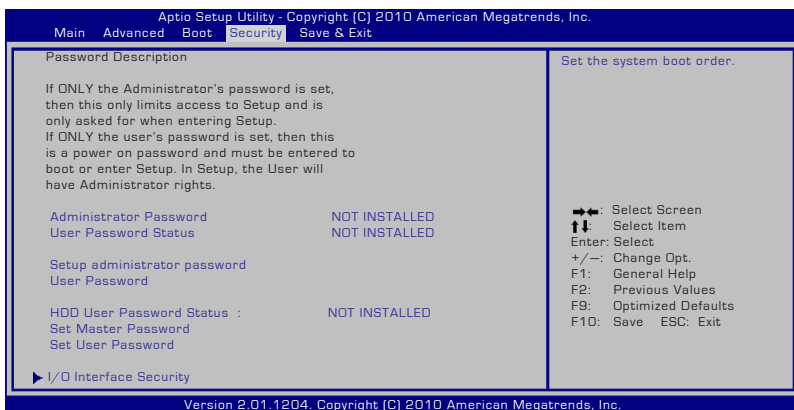 Aptio Setup Utility - Copyright (C) 2010 American Megatrends, Inc.
Main Advanced Boot Security Save & Exit
Password Description
If ONLY the Administrator's password is set,
then this only limits access to Setup and is
only asked for when entering Setup.
If ONLY the user's password is set, then this
is a power on password and must be entered to
boot or enter Setup. In Setup, the User will
have Administrator rights.
Administrator Password NOT INSTALLED
User Password Status NOT INSTALLED
Setup administrator password
User Password
HDD User Password Status : NOT INSTALLED
Set Master Password
Set User Password
I/O Interface Security
Set the system boot order.
→←: Select Screen
↑↓: Select Item
Enter: Select
+/—: Change Opt.
F1: General Help
F2: Previous Values
F9: Optimized Defaults
F10: Save ESC: Exit
Version 2.01.1204. Copyright (C) 2010 American Megatrends, Inc.